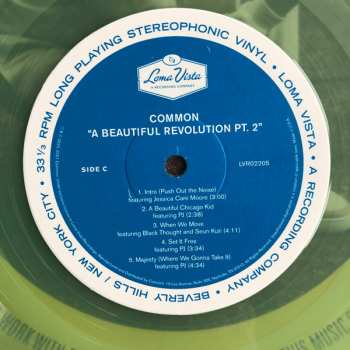 33⅓ RPM LONG PLAYING STEREOPHONIC VINYL. • LOMA VISTA. • A RECORDING COMPANY. • BEVERLY HILLS / NEW YORK CITY. •
Loma Vista
A RECORDING COMPANY
COMMON
"A BEAUTIFUL REVOLUTION PT. 2"
SIDE C
LVR02205
1. Intro (Push Out the Noise)
featuring Jessica Care Moore (3:00)
2. A Beautiful Chicago Kid
featuring PJ (2:38)
3. When We Move
featuring Black Thought and Seun Kuti (4:11)
4. Set It Free
featuring PJ (3:34)
5. Majesty (Where We Gonna Take It)
featuring PJ (4:34)
WORK WITH
THIS MUSIC